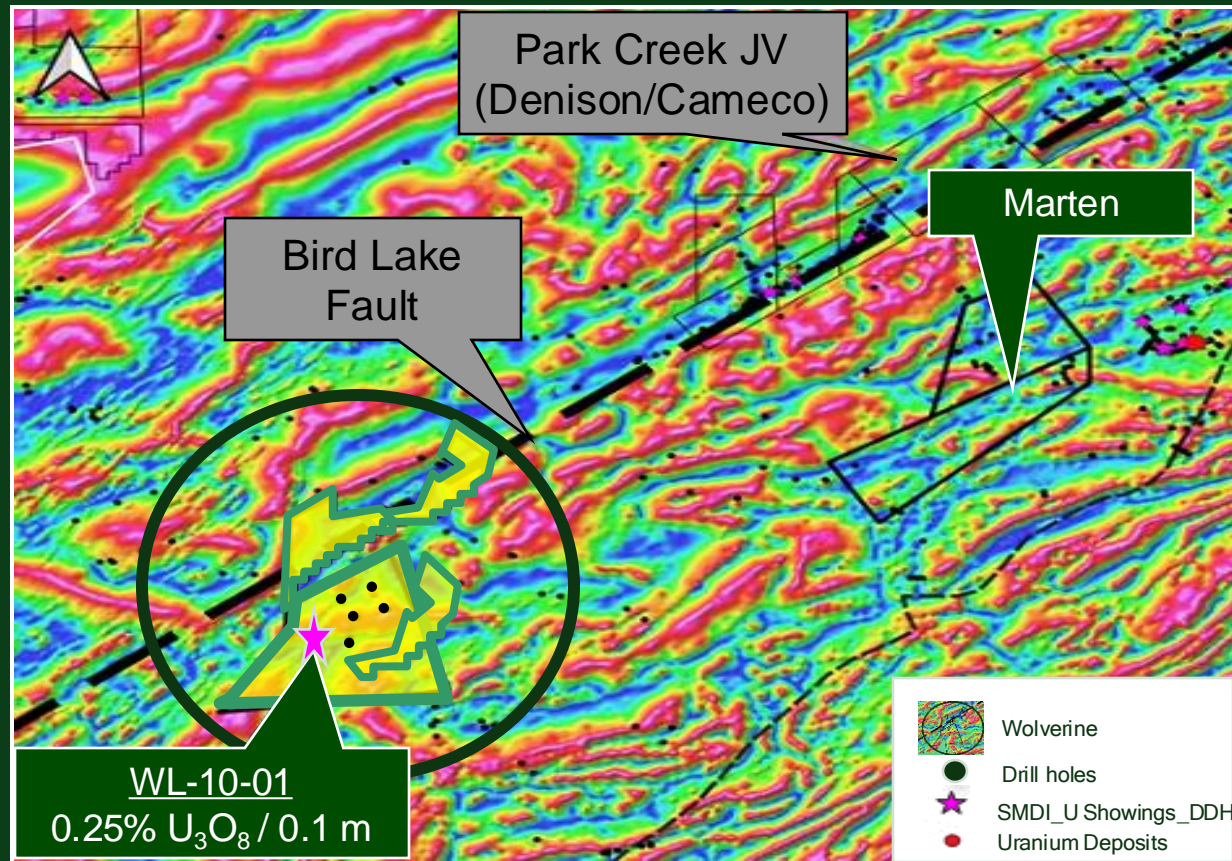 Park Creek JV
(Denison/Cameco)
Marten
Bird Lake
Fault
WL-10-01
0.25% U₃O₈ / 0.1 m
Wolverine
Drill holes
SMDI_U Showings_DDH
Uranium Deposits